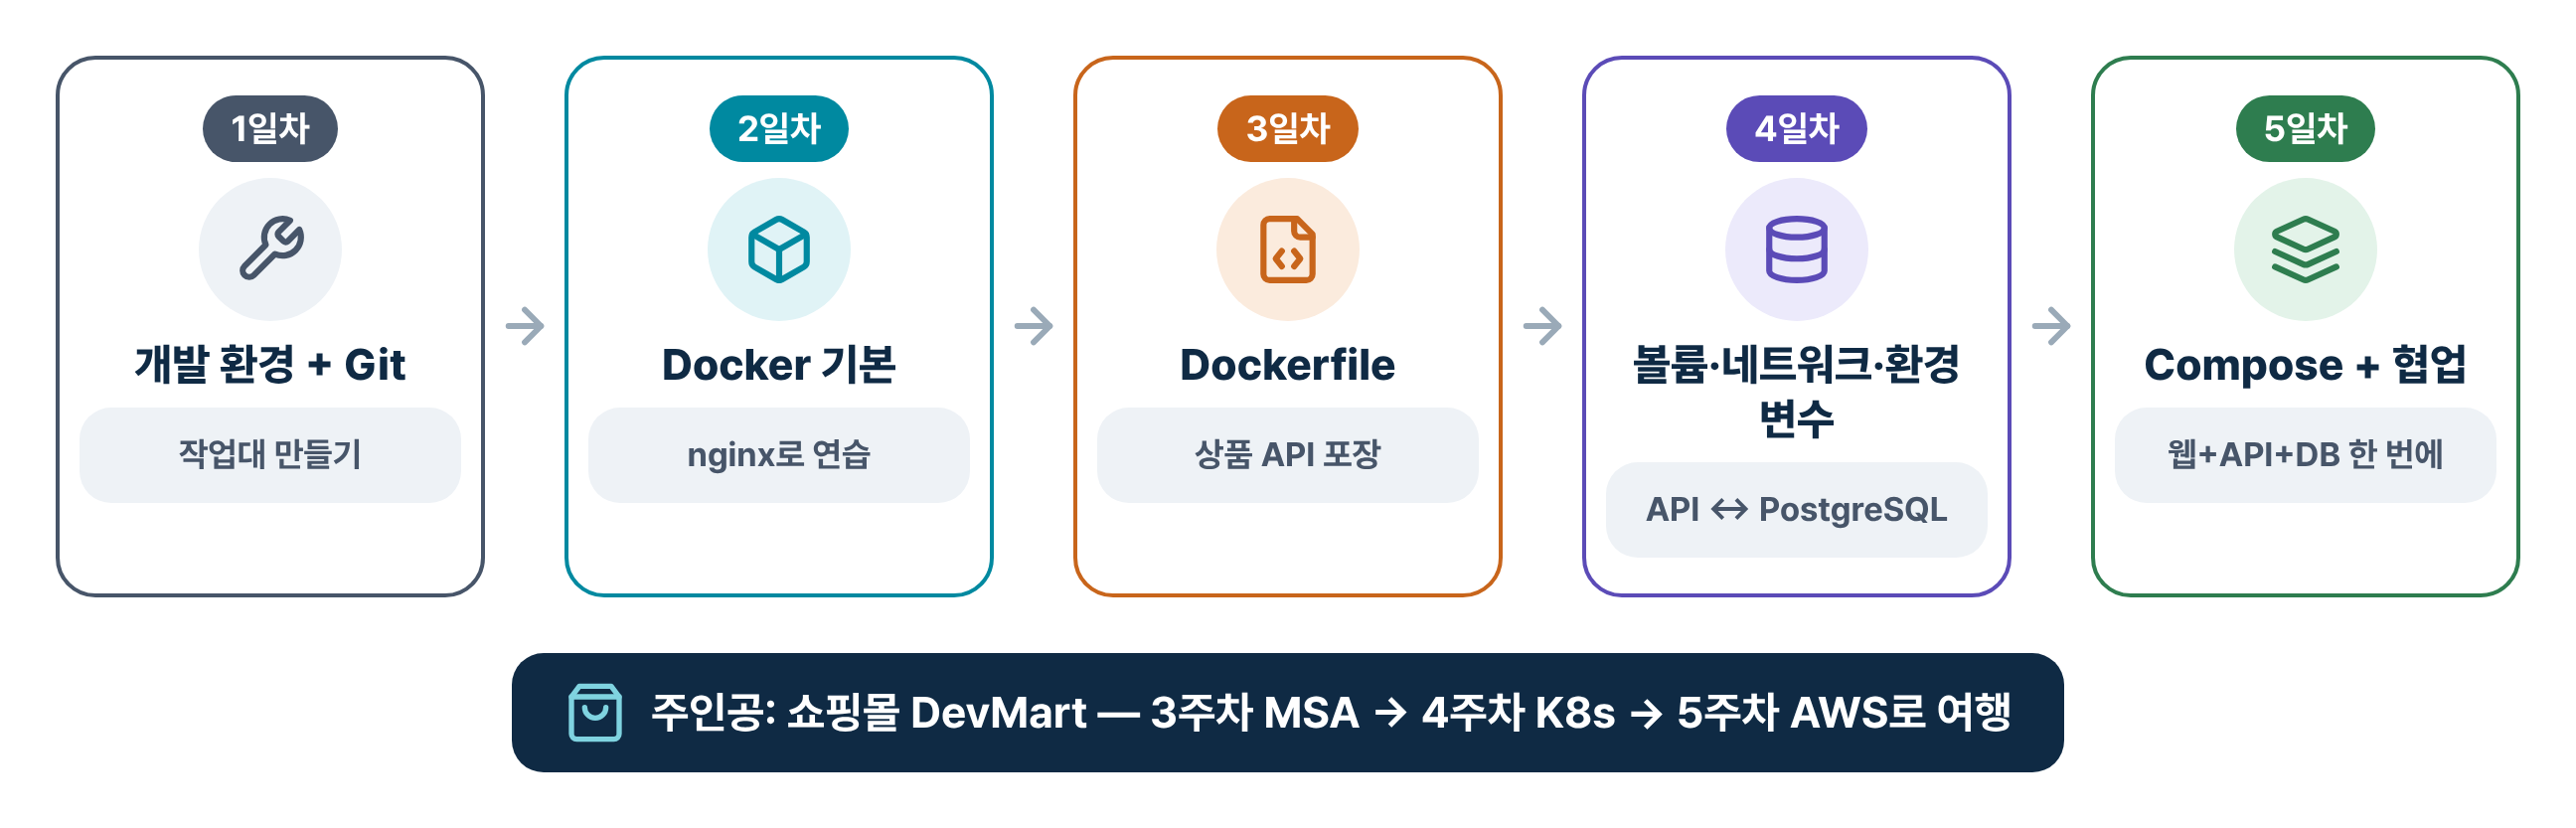 1일차
개발 환경 + Git
작업대 만들기
2일차
Docker 기본
nginx로 연습
3일차
Dockerfile
상품 API 포장
4일차
볼륨·네트워크·환경
변수
API ↔ PostgreSQL
5일차
Compose + 협업
웹+API+DB 한 번에
주인공: 쇼핑몰 DevMart — 3주차 MSA → 4주차 K8s → 5주차 AWS로 여행